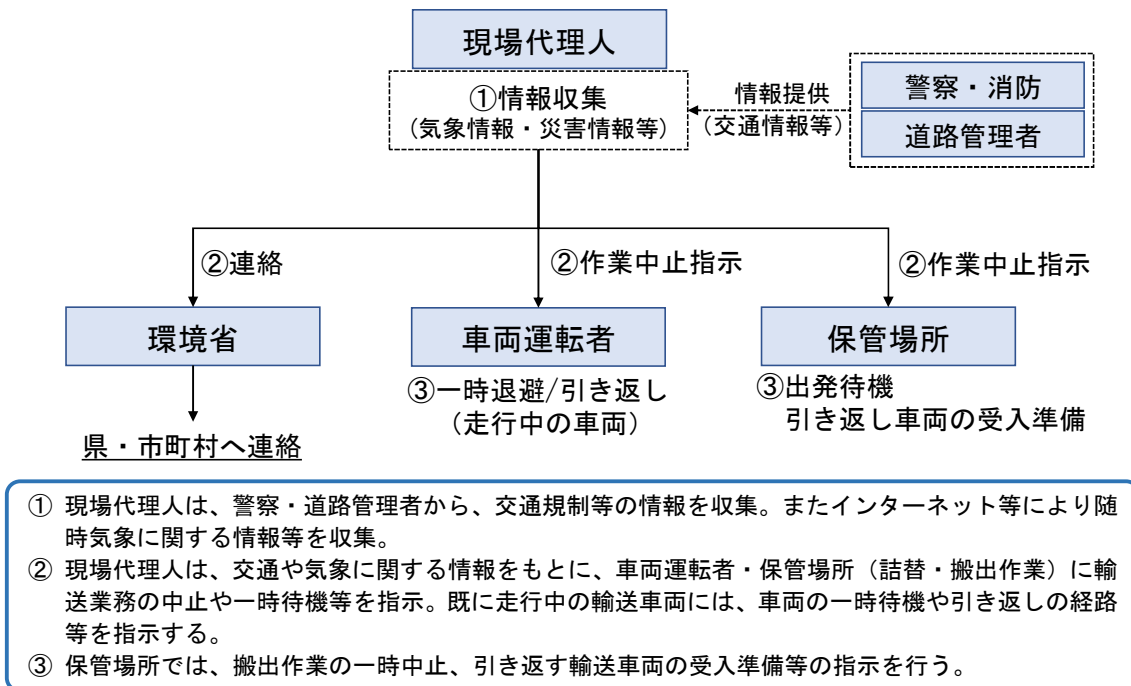 現場代理人
①情報収集
（気象情報・災害情報等）
情報提供
（交通情報等）
警察・消防
道路管理者
②連絡
②作業中止指示
②作業中止指示
環境省
車両運転者
保管場所
③一時退避/引き返し
（走行中の車両）
③出発待機
引き返し車両の受入準備
県・市町村へ連絡
① 現場代理人は、警察・道路管理者から、交通規制等の情報を収集。またインターネット等により随
時気象に関する情報等を収集。
② 現場代理人は、交通や気象に関する情報をもとに、車両運転者・保管場所（詰替・搬出作業）に輸
送業務の中止や一時待機等を指示。既に走行中の輸送車両には、車両の一時待機や引き返しの経路
等を指示する。
③ 保管場所では、搬出作業の一時中止、引き返す輸送車両の受入準備等の指示を行う。